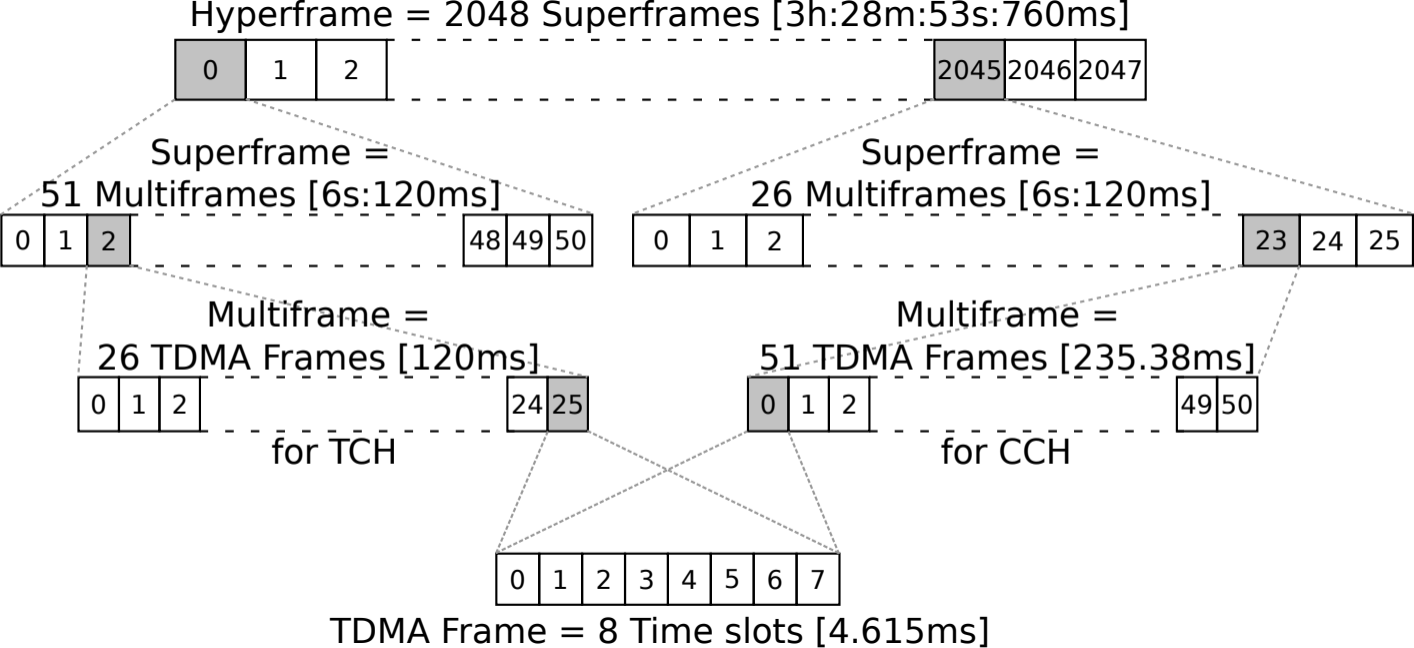 Hyperframe = 2048 Superframes [3h:28m:53s:760ms]
0 1 2 2045 2046 2047
Superframe =
51 Multiframes [6s:120ms]
Superframe =
26 Multiframes [6s:120ms]
0 1 2 48 49 50
0 1 2 23 24 25
Multiframe =
26 TDMA Frames [120ms]
Multiframe =
51 TDMA Frames [235.38ms]
0 1 2 24 25
0 1 2 49 50
for TCH
for CCH
0 1 2 3 4 5 6 7
TDMA Frame = 8 Time slots [4.615ms]